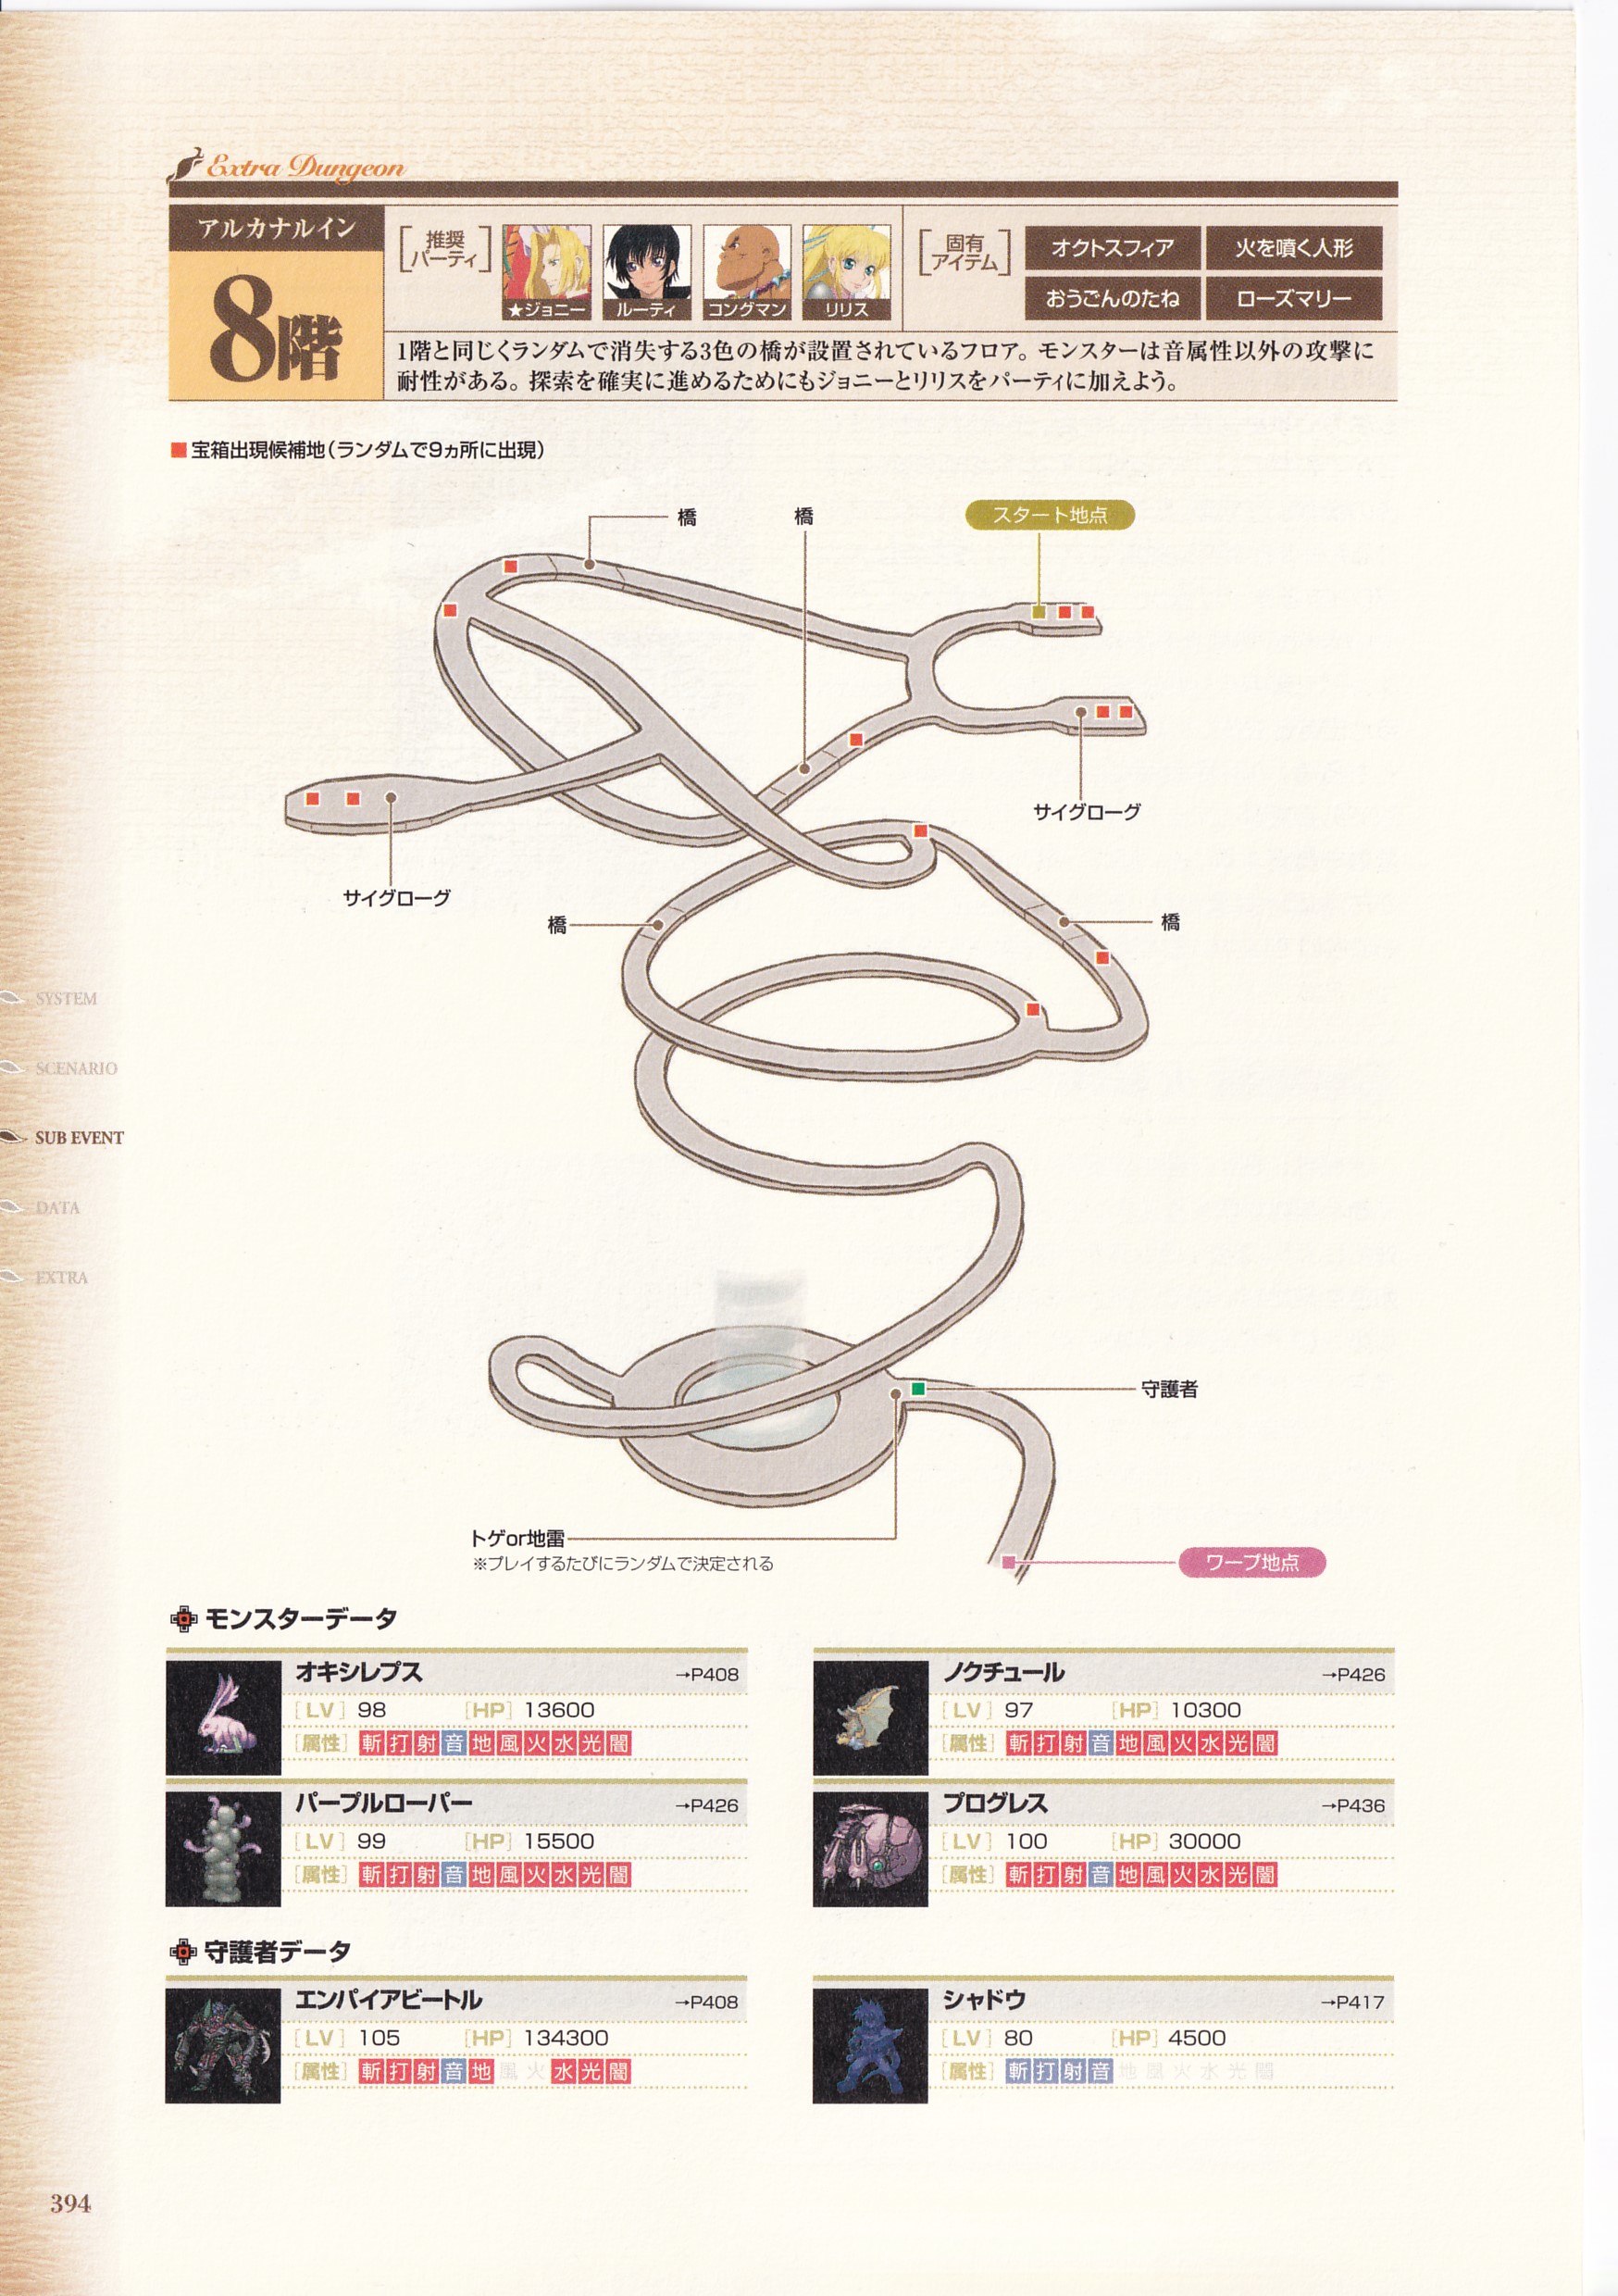 Extra Dungeon
アルカナルイン
8階
[推奨パーティ]
★ジョニー
ルーティ
コングマン
リリス
[固有アイテム]
オクトスフィア
火を噴く人形
おうごんのたね
ローズマリー
1階と同じくランダムで消失する3色の橋が設置されているフロア。モンスターは音属性以外の攻撃に
耐性がある。探索を確実に進めるためにもジョニーとリリスをパーティに加えよう。
■宝箱出現候補地(ランダムで9ヵ所に出現)
橋
橋
スタート地点
サイグローグ
サイグローグ
橋
橋
SYSTEM
SCENARIO
SUB EVENT
DATA
EXTRA
守護者
トゲor地雷
※プレイするたびにランダムで決定される
ワープ地点
モンスターデータ
オキシレプス →P408
[LV] 98 [HP] 13600
[属性] 斬打射音地風火水光闇
ノクチュール →P426
[LV] 97 [HP] 10300
[属性] 斬打射音地風火水光闇
パープルローパー →P426
[LV] 99 [HP] 15500
[属性] 斬打射音地風火水光闇
プログレス →P436
[LV] 100 [HP] 30000
[属性] 斬打射音地風火水光闇
守護者データ
エンパイアビートル →P408
[LV] 105 [HP] 134300
[属性] 斬打射音地風火水光闇
シャドウ →P417
[LV] 80 [HP] 4500
[属性] 斬打射音地風火水光闇
394